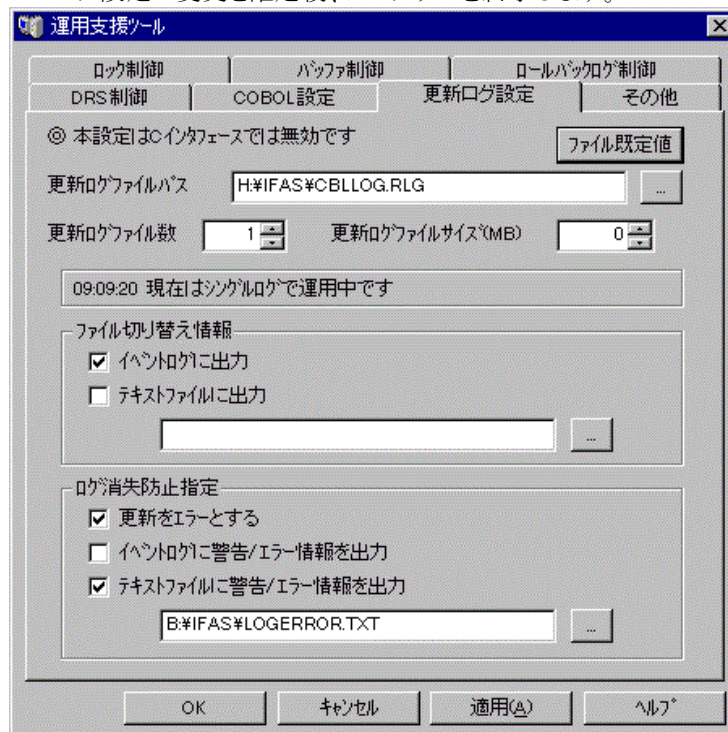 運用支援ツール
ロック制御 バッファ制御 ロールバックログ制御
DRS制御 COBOL設定 更新ログ設定 その他
◎ 本設定はCインタフェースでは無効です
ファイル既定値
更新ログファイルパス H:¥IFAS¥CBLLOG.RLG ...
更新ログファイル数 1 更新ログファイルサイズ(MB) 0
09:09:20 現在はシングルログで運用中です
ファイル切り替え情報
イベントログに出力
テキストファイルに出力
...
ログ消失防止指定
更新をエラーとする
イベントログに警告/エラー情報を出力
テキストファイルに警告/エラー情報を出力
B:¥IFAS¥LOGERROR.TXT ...
OK キャンセル 適用(A) ヘルプ